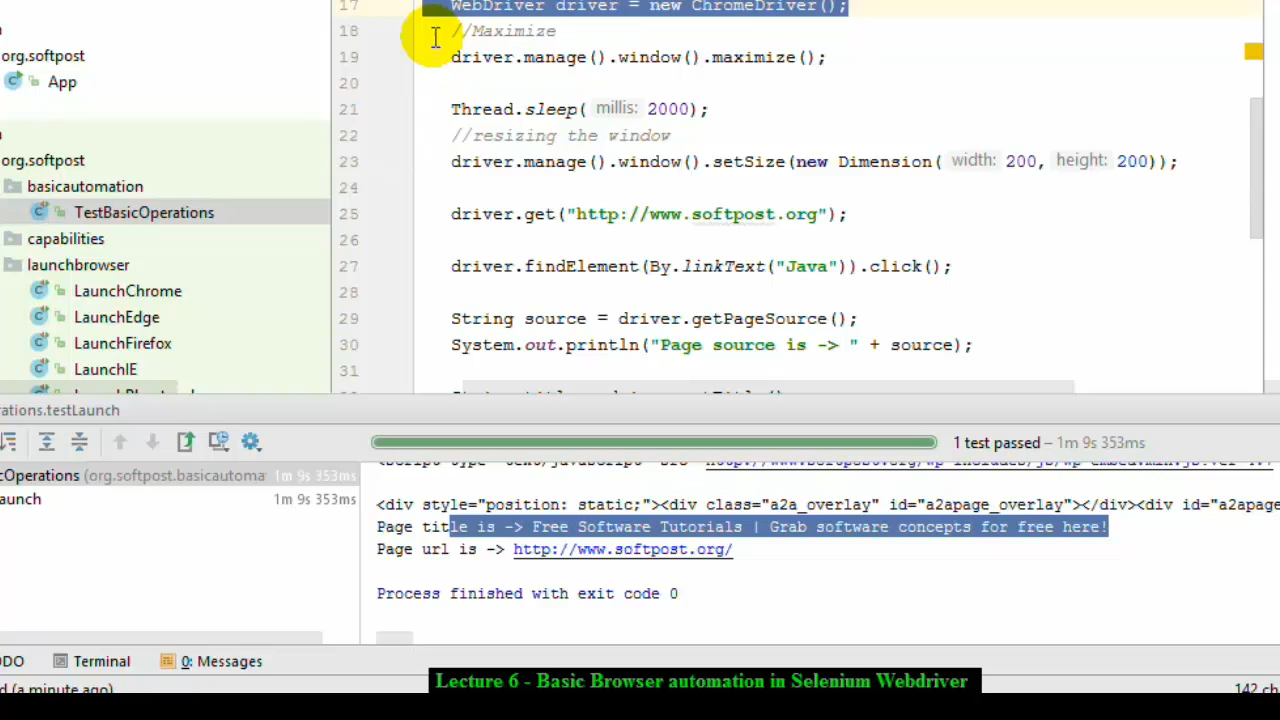 17 WebDriver driver = new ChromeDriver();
18 //Maximize
org.softpost
19 driver.manage().window().maximize();
App
20
21 Thread.sleep( millis: 2000);
22 //resizing the window
org.softpost
23 driver.manage().window().setSize(new Dimension( width: 200, height: 200));
basicautomation
24
TestBasicOperations
25 driver.get("http://www.softpost.org");
capabilities
26
launchbrowser
27 driver.findElement(By.linkText("Java")).click();
LaunchChrome
28
LaunchEdge
29 String source = driver.getPageSource();
LaunchFirefox
30 System.out.println("Page source is -> " + source);
LaunchIE
31
ations.testLaunch
1 test passed – 1m 9s 353ms
cOperations (org.softpost.basicautoma 1m 9s 353ms
aunch 1m 9s 353ms
<div style="position: static;"><div class="a2a_overlay" id="a2apage_overlay"></div><div id="a2apage
Page title is -> Free Software Tutorials | Grab software concepts for free here!
Page url is -> http://www.softpost.org/
Process finished with exit code 0
ODO Terminal 0: Messages
Lecture 6 - Basic Browser automation in Selenium Webdriver
d (a minute ago) 142 ch